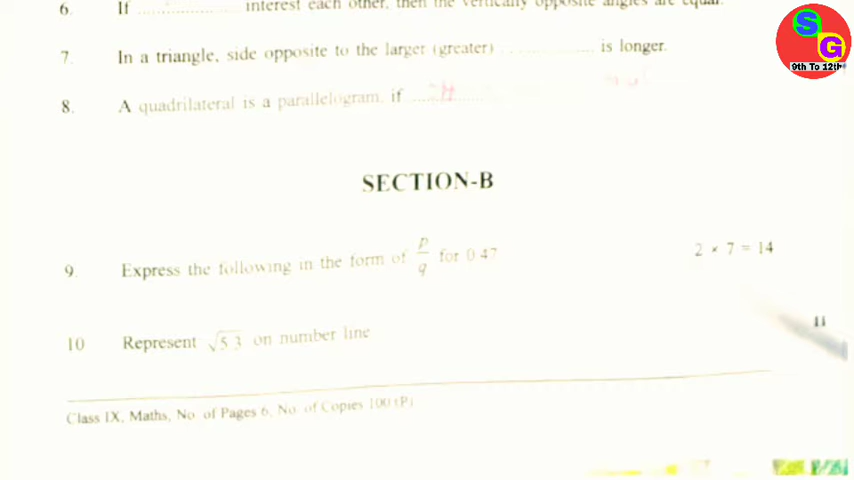 6. If .................... interest each other, then the vertically opposite angles are equal.
7. In a triangle, side opposite to the larger (greater) .................... is longer.
8. A quadrilateral is a parallelogram, if ....................
SECTION-B
9. Express the following in the form of p/q for 0.47 2 × 7 = 14
10 Represent √5.3 on number line
11
Class IX, Maths, No. of Pages 6, No. of Copies 100 (P)
S
G
9th To 12th